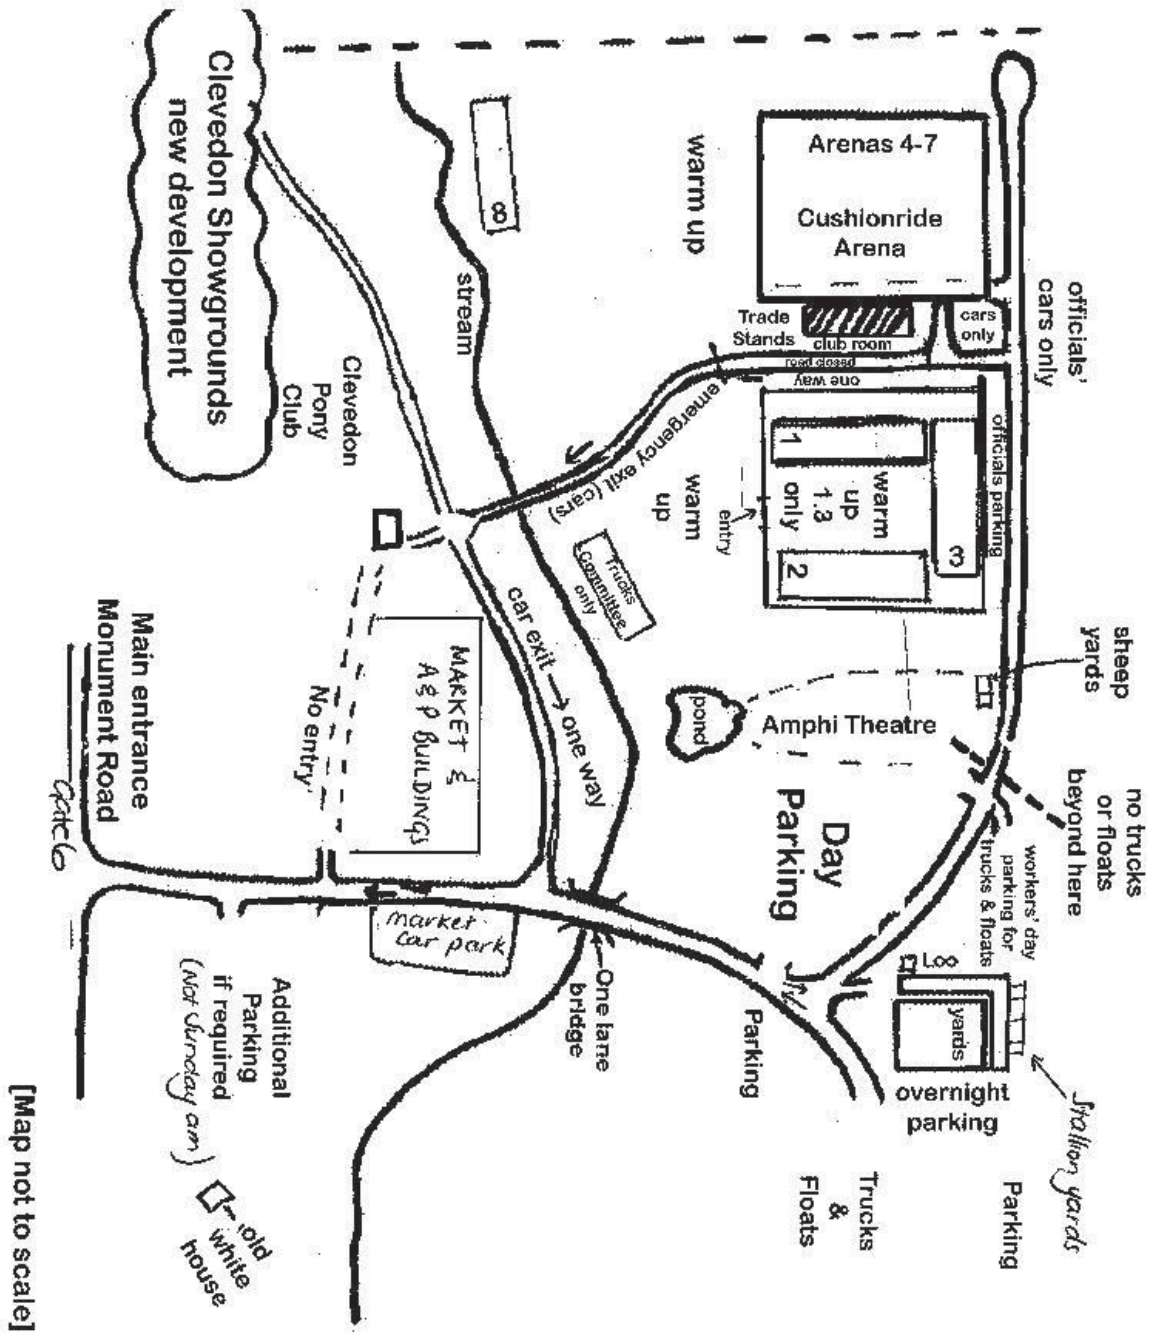 Clevedon Showgrounds
new development
8
stream
warm up
Arenas 4-7
Cushionride
Arena
officials'
cars only
cars
only
Trade
Stands
club room
road closed
one way
emergency exit (cars)
officials parking
1
warm
up
1.3
only
2
3
entry
warm
up
Trucks
Committee
only
Clevedon
Pony
Club
car exit → one way
MARKET &
A&P BUILDINGS
No entry
Main entrance
Monument Road
Gate 6
sheep
yards
pond
Amphi Theatre
Day
Parking
no trucks
or floats
beyond here
workers' day
parking for
trucks & floats
Loo
yards
overnight
parking
Stallion yards
market
car park
One lane
bridge
Parking
Trucks
&
Floats
Parking
Additional
Parking
if required
(Not Sunday am)
old
white
house
[Map not to scale]